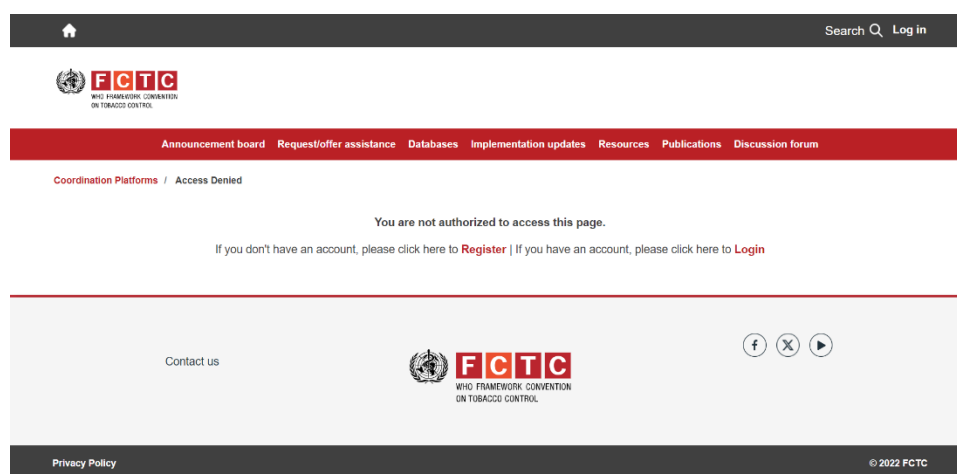 Search Log in
FCTC
WHO FRAMEWORK CONVENTION
ON TOBACCO CONTROL
Announcement board Request/offer assistance Databases Implementation updates Resources Publications Discussion forum
Coordination Platforms / Access Denied
You are not authorized to access this page.
If you don't have an account, please click here to Register | If you have an account, please click here to Login
Contact us
FCTC
WHO FRAMEWORK CONVENTION
ON TOBACCO CONTROL
Privacy Policy © 2022 FCTC